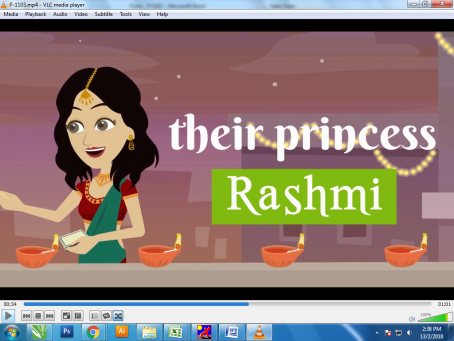 P-1103.mp4 - VLC media player
Media Playback Audio Video Subtitle Tools View Help
their princess
Rashmi
00:34
01:01
100%
2:38 PM
13/2/2018